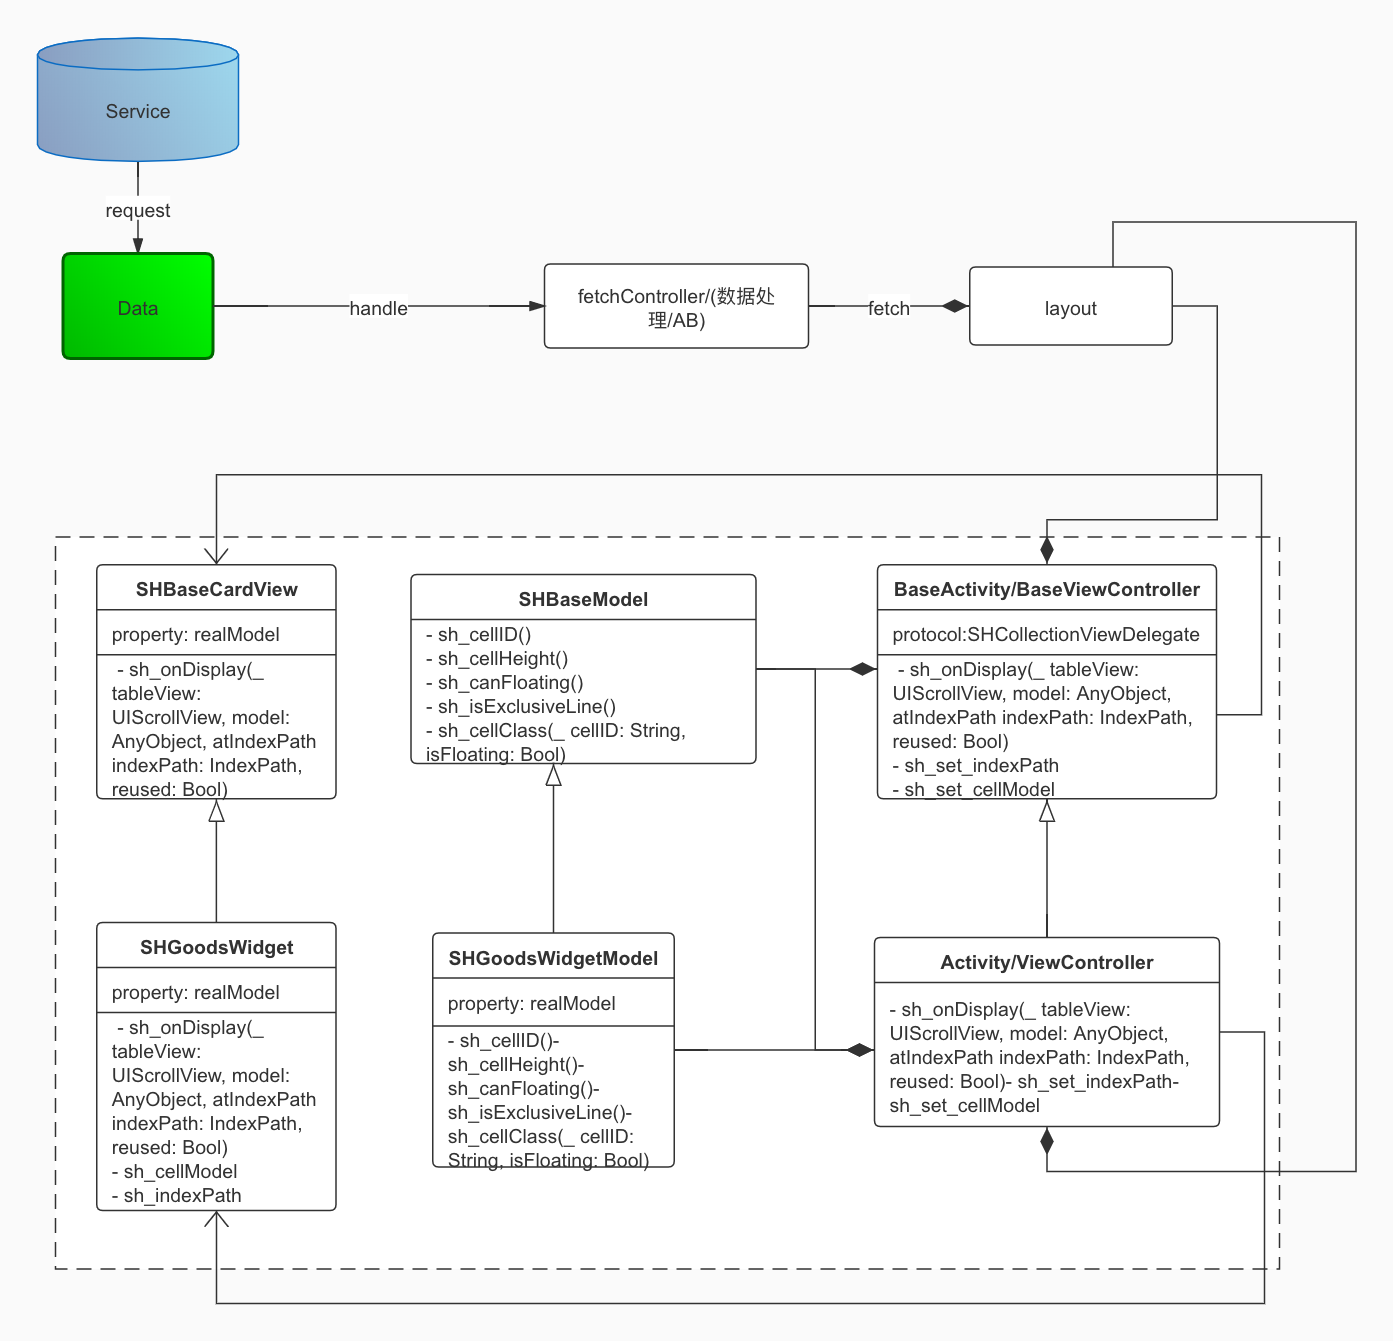 Service
request
Data
handle
fetchController/(数据处
理/AB)
fetch
layout
SHBaseCardView
property: realModel
- sh_onDisplay(_
tableView:
UIScrollView, model:
AnyObject, atIndexPath
indexPath: IndexPath,
reused: Bool)
SHBaseModel
- sh_cellID()
- sh_cellHeight()
- sh_canFloating()
- sh_isExclusiveLine()
- sh_cellClass(_ cellID: String,
isFloating: Bool)
BaseActivity/BaseViewController
protocol:SHCollectionViewDelegate
- sh_onDisplay(_ tableView:
UIScrollView, model: AnyObject,
atIndexPath indexPath: IndexPath,
reused: Bool)
- sh_set_indexPath
- sh_set_cellModel
SHGoodsWidget
property: realModel
- sh_onDisplay(_
tableView:
UIScrollView, model:
AnyObject, atIndexPath
indexPath: IndexPath,
reused: Bool)
- sh_cellModel
- sh_indexPath
SHGoodsWidgetModel
property: realModel
- sh_cellID()-
sh_cellHeight()-
sh_canFloating()-
sh_isExclusiveLine()-
sh_cellClass(_ cellID:
String, isFloating: Bool)
Activity/ViewController
- sh_onDisplay(_ tableView:
UIScrollView, model: AnyObject,
atIndexPath indexPath: IndexPath,
reused: Bool)- sh_set_indexPath-
sh_set_cellModel